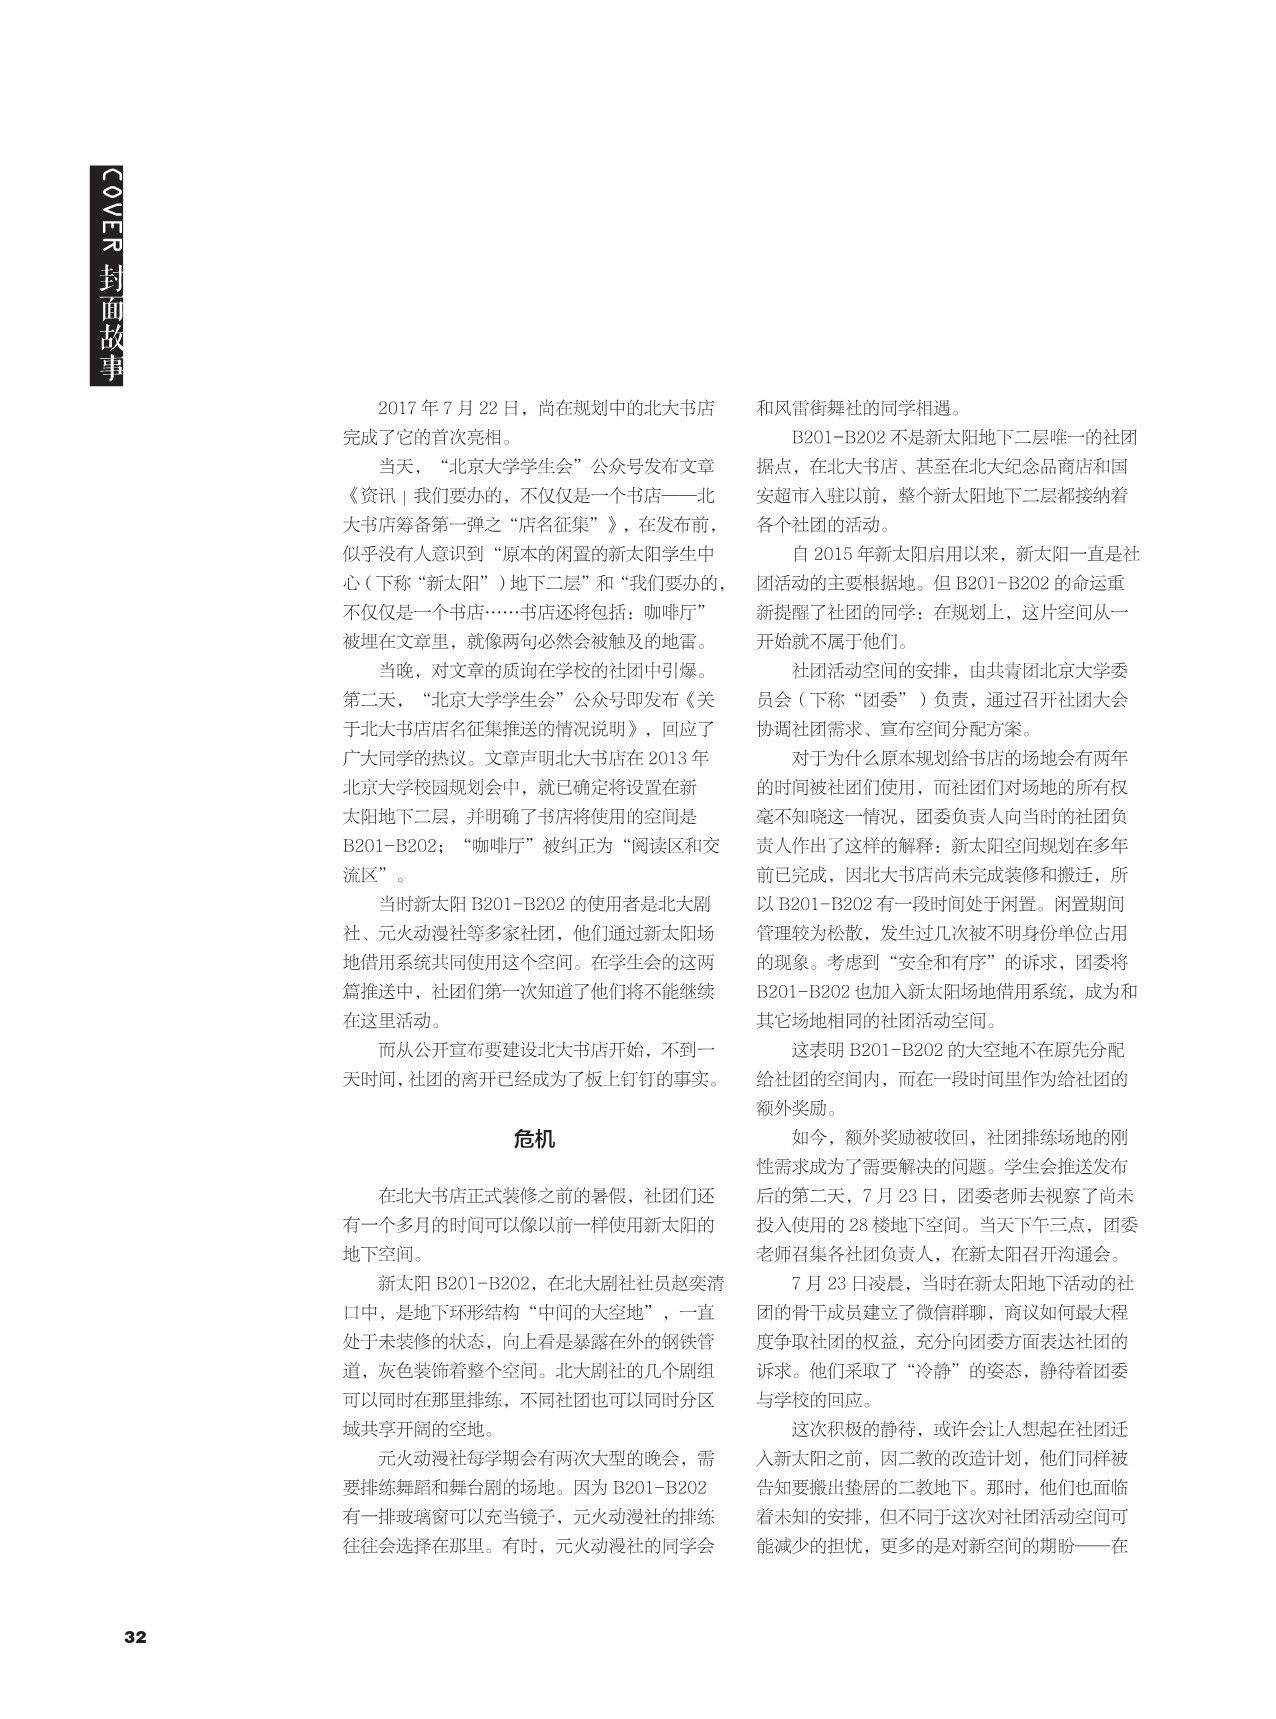 COVER 封面故事
2017 年 7 月 22 日，尚在规划中的北大书店
完成了它的首次亮相。
当天，“北京大学学生会”公众号发布文章
《资讯 | 我们要办的，不仅仅是一个书店——北
大书店筹备第一弹之“店名征集”》，在发布前，
似乎没有人意识到“原本的闲置的新太阳学生中
心（下称“新太阳”）地下二层”和“我们要办的，
不仅仅是一个书店……书店还将包括：咖啡厅”
被埋在文章里，就像两句必然会被触及的地雷。
当晚，对文章的质询在学校的社团中引爆。
第二天，“北京大学学生会”公众号即发布《关
于北大书店店名征集推送的情况说明》，回应了
广大同学的热议。文章声明北大书店在 2013 年
北京大学校园规划会中，就已确定将设置在新
太阳地下二层，并明确了书店将使用的空间是
B201-B202；“咖啡厅”被纠正为“阅读区和交
流区”。
当时新太阳 B201-B202 的使用者是北大剧
社、元火动漫社等多家社团，他们通过新太阳场
地借用系统共同使用这个空间。在学生会的这两
篇推送中，社团们第一次知道了他们将不能继续
在这里活动。
而从公开宣布要建设北大书店开始，不到一
天时间，社团的离开已经成为了板上钉钉的事实。
危机
在北大书店正式装修之前的暑假，社团们还
有一个多月的时间可以像以前一样使用新太阳的
地下空间。
新太阳 B201-B202，在北大剧社社员赵奕清
口中，是地下环形结构“中间的大空地”，一直
处于未装修的状态，向上看是暴露在外的钢铁管
道，灰色装饰着整个空间。北大剧社的几个剧组
可以同时在那里排练，不同社团也可以同时分区
域共享开阔的空地。
元火动漫社每学期会有两次大型的晚会，需
要排练舞蹈和舞台剧的场地。因为 B201-B202
有一排玻璃窗可以充当镜子，元火动漫社的排练
往往会选择在那里。有时，元火动漫社的同学会
和风雷街舞社的同学相遇。
B201-B202 不是新太阳地下二层唯一的社团
据点，在北大书店、甚至在北大纪念品商店和国
安超市入驻以前，整个新太阳地下二层都接纳着
各个社团的活动。
自 2015 年新太阳启用以来，新太阳一直是社
团活动的主要根据地。但 B201-B202 的命运重
新提醒了社团的同学：在规划上，这片空间从一
开始就不属于他们。
社团活动空间的安排，由共青团北京大学委
员会（下称“团委”）负责，通过召开社团大会
协调社团需求、宣布空间分配方案。
对于为什么原本规划给书店的场地会有两年
的时间被社团们使用，而社团们对场地的所有权
毫不知晓这一情况，团委负责人向当时的社团负
责人作出了这样的解释：新太阳空间规划在多年
前已完成，因北大书店尚未完成装修和搬迁，所
以 B201-B202 有一段时间处于闲置。闲置期间
管理较为松散，发生过几次被不明身份单位占用
的现象。考虑到“安全和有序”的诉求，团委将
B201-B202 也加入新太阳场地借用系统，成为和
其它场地相同的社团活动空间。
这表明 B201-B202 的大空地不在原先分配
给社团的空间内，而在一段时间里作为给社团的
额外奖励。
如今，额外奖励被收回，社团排练场地的刚
性需求成为了需要解决的问题。学生会推送发布
后的第二天，7 月 23 日，团委老师去视察了尚未
投入使用的 28 楼地下空间。当天下午三点，团委
老师召集各社团负责人，在新太阳召开沟通会。
7 月 23 日凌晨，当时在新太阳地下活动的社
团的骨干成员建立了微信群聊，商议如何最大程
度争取社团的权益，充分向团委方面表达社团的
诉求。他们采取了“冷静”的姿态，静待着团委
与学校的回应。
这次积极的静待，或许会让人想起在社团迁
入新太阳之前，因二教的改造计划，他们同样被
告知要搬出蛰居的二教地下。那时，他们也面临
着未知的安排，但不同于这次对社团活动空间可
能减少的担忧，更多的是对新空间的期盼——在
32